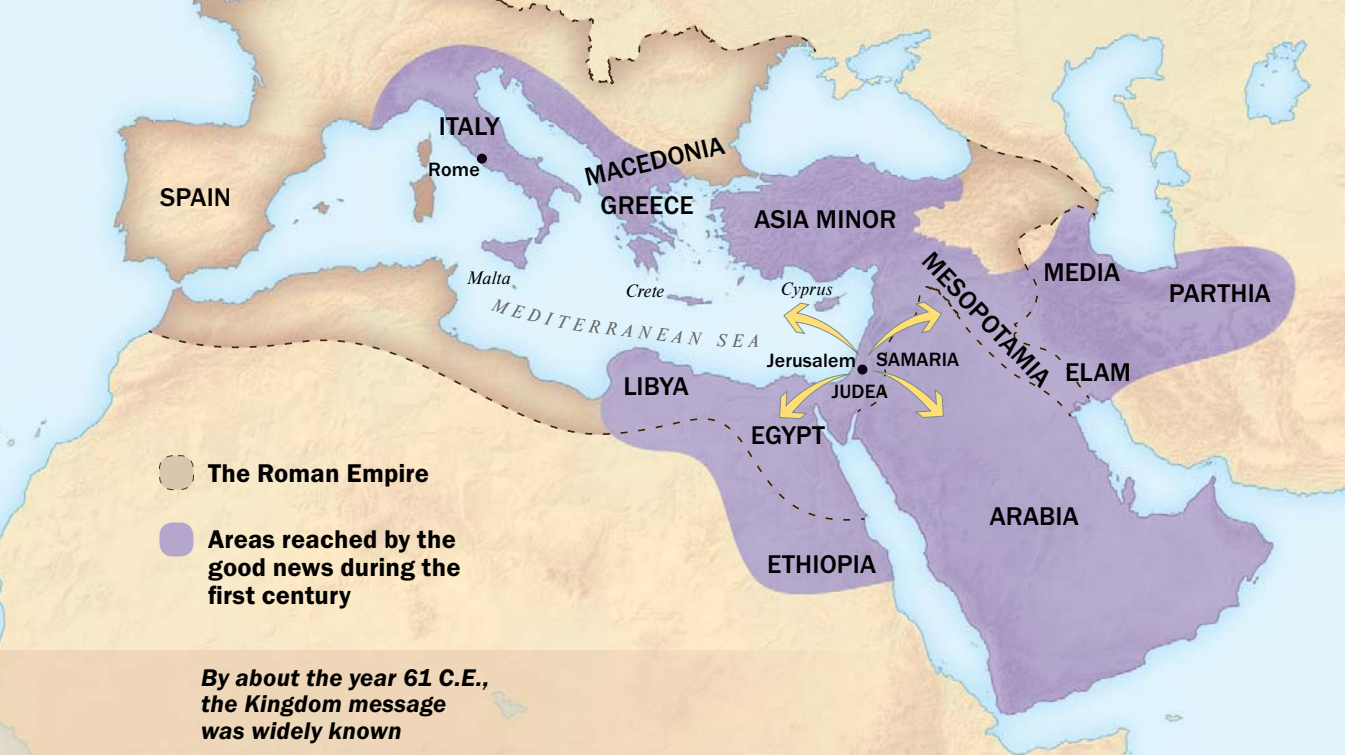 ITALY
Rome
MACEDONIA
SPAIN
GREECE
ASIA MINOR
Malta
Crete
Cyprus
MESOPOTAMIA
MEDIA
PARTHIA
MEDITERRANEAN SEA
Jerusalem
SAMARIA
ELAM
LIBYA
JUDEA
EGYPT
ARABIA
ETHIOPIA
The Roman Empire
Areas reached by the
good news during the
first century
By about the year 61 C.E.,
the Kingdom message
was widely known